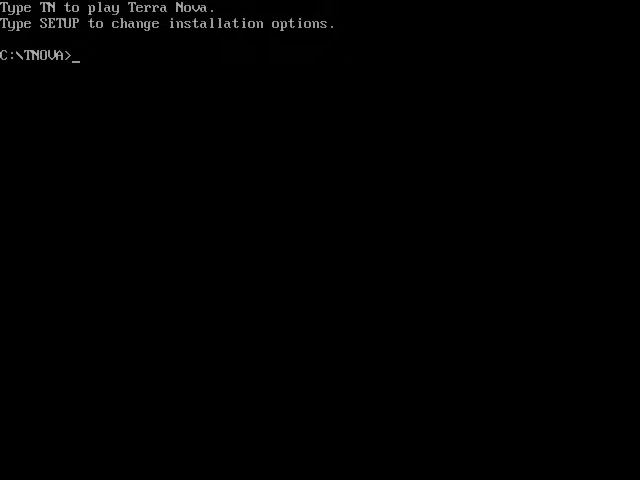 Type TN to play Terra Nova.
Type SETUP to change installation options.
C:\TNOVA>_